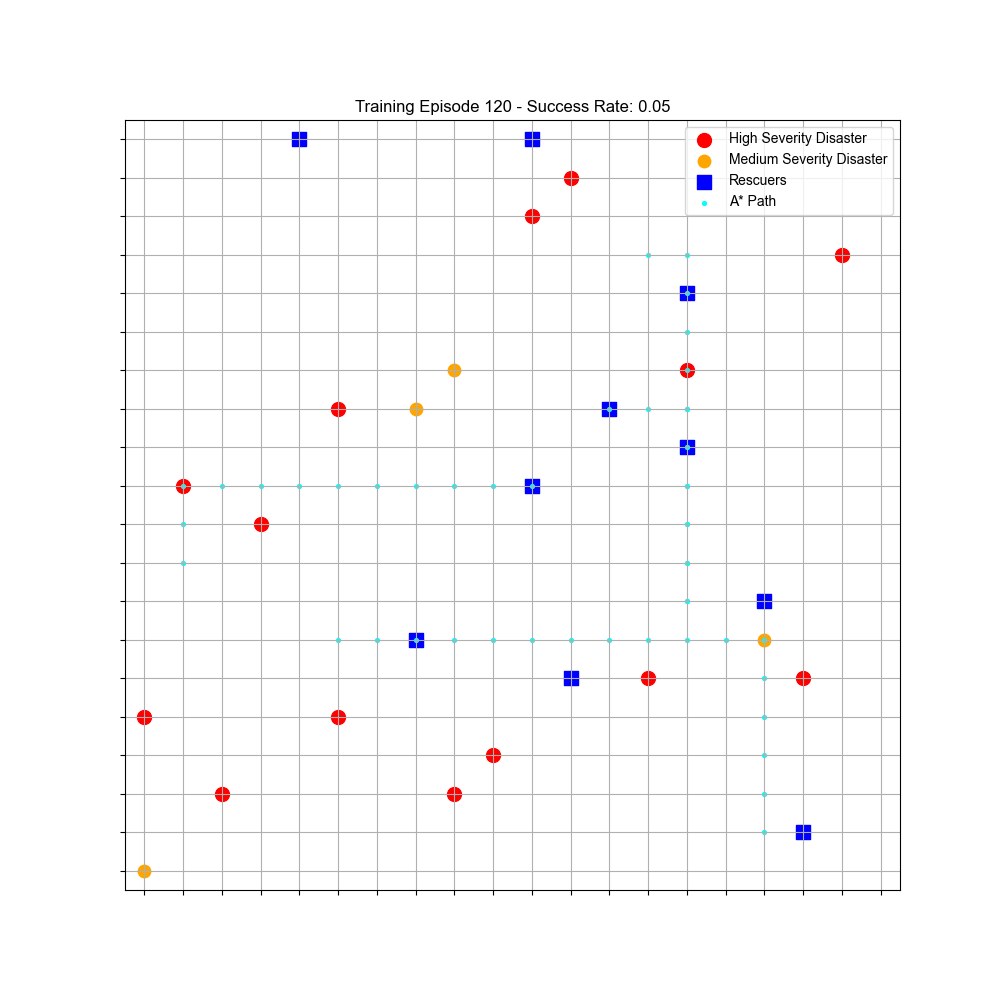 Training Episode 120 - Success Rate: 0.05
High Severity Disaster
Medium Severity Disaster
Rescuers
A* Path